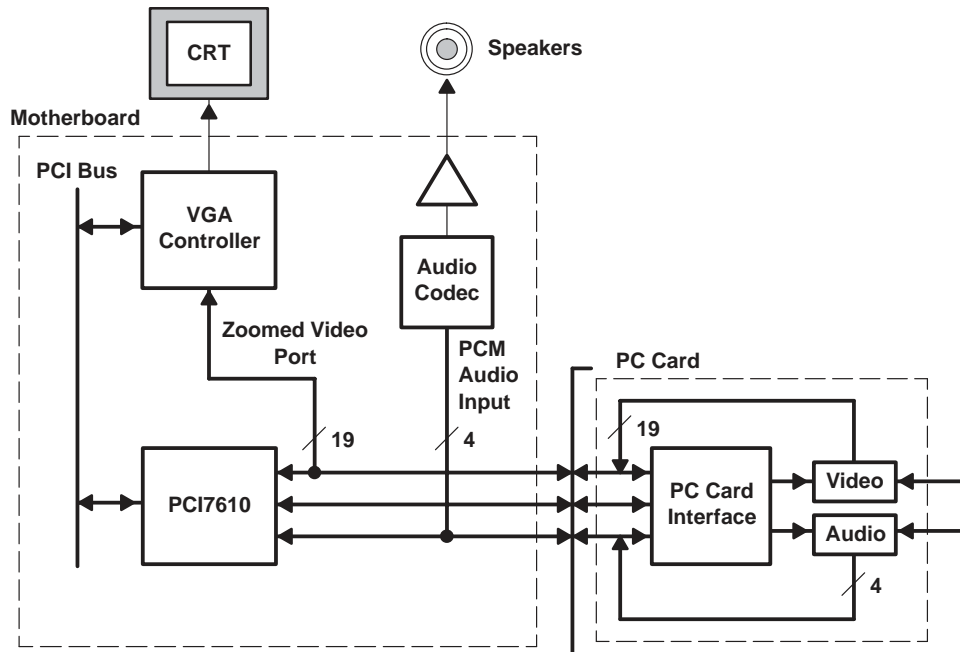 CRT
Speakers
Motherboard
PCI Bus
VGA
Controller
Audio
Codec
Zoomed Video
Port
PCM
Audio
Input
PC Card
19
4
19
PCI7610
PC Card
Interface
Video
Audio
4